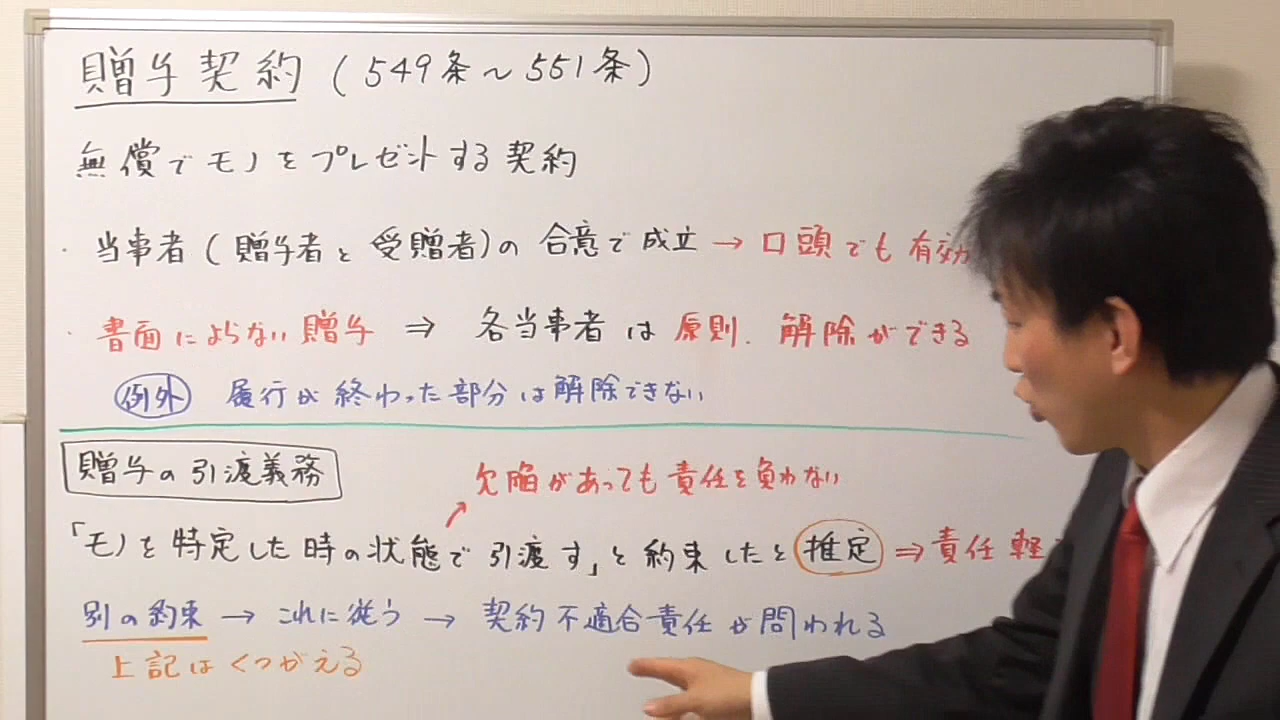 贈与契約 (549条～551条)
無償でモノをプレゼントする契約
・当事者(贈与者と受贈者)の合意で成立→口頭でも有効
・書面によらない贈与 ⇒ 各当事者は原則、解除ができる
例外 履行が終わった部分は解除できない
贈与の引渡義務
欠陥があっても責任を負わない
「モノを特定した時の状態で引渡す」と約束したと推定⇒責任軽
別の約束→これに従う→契約不適合責任が問われる
上記はくつがえる